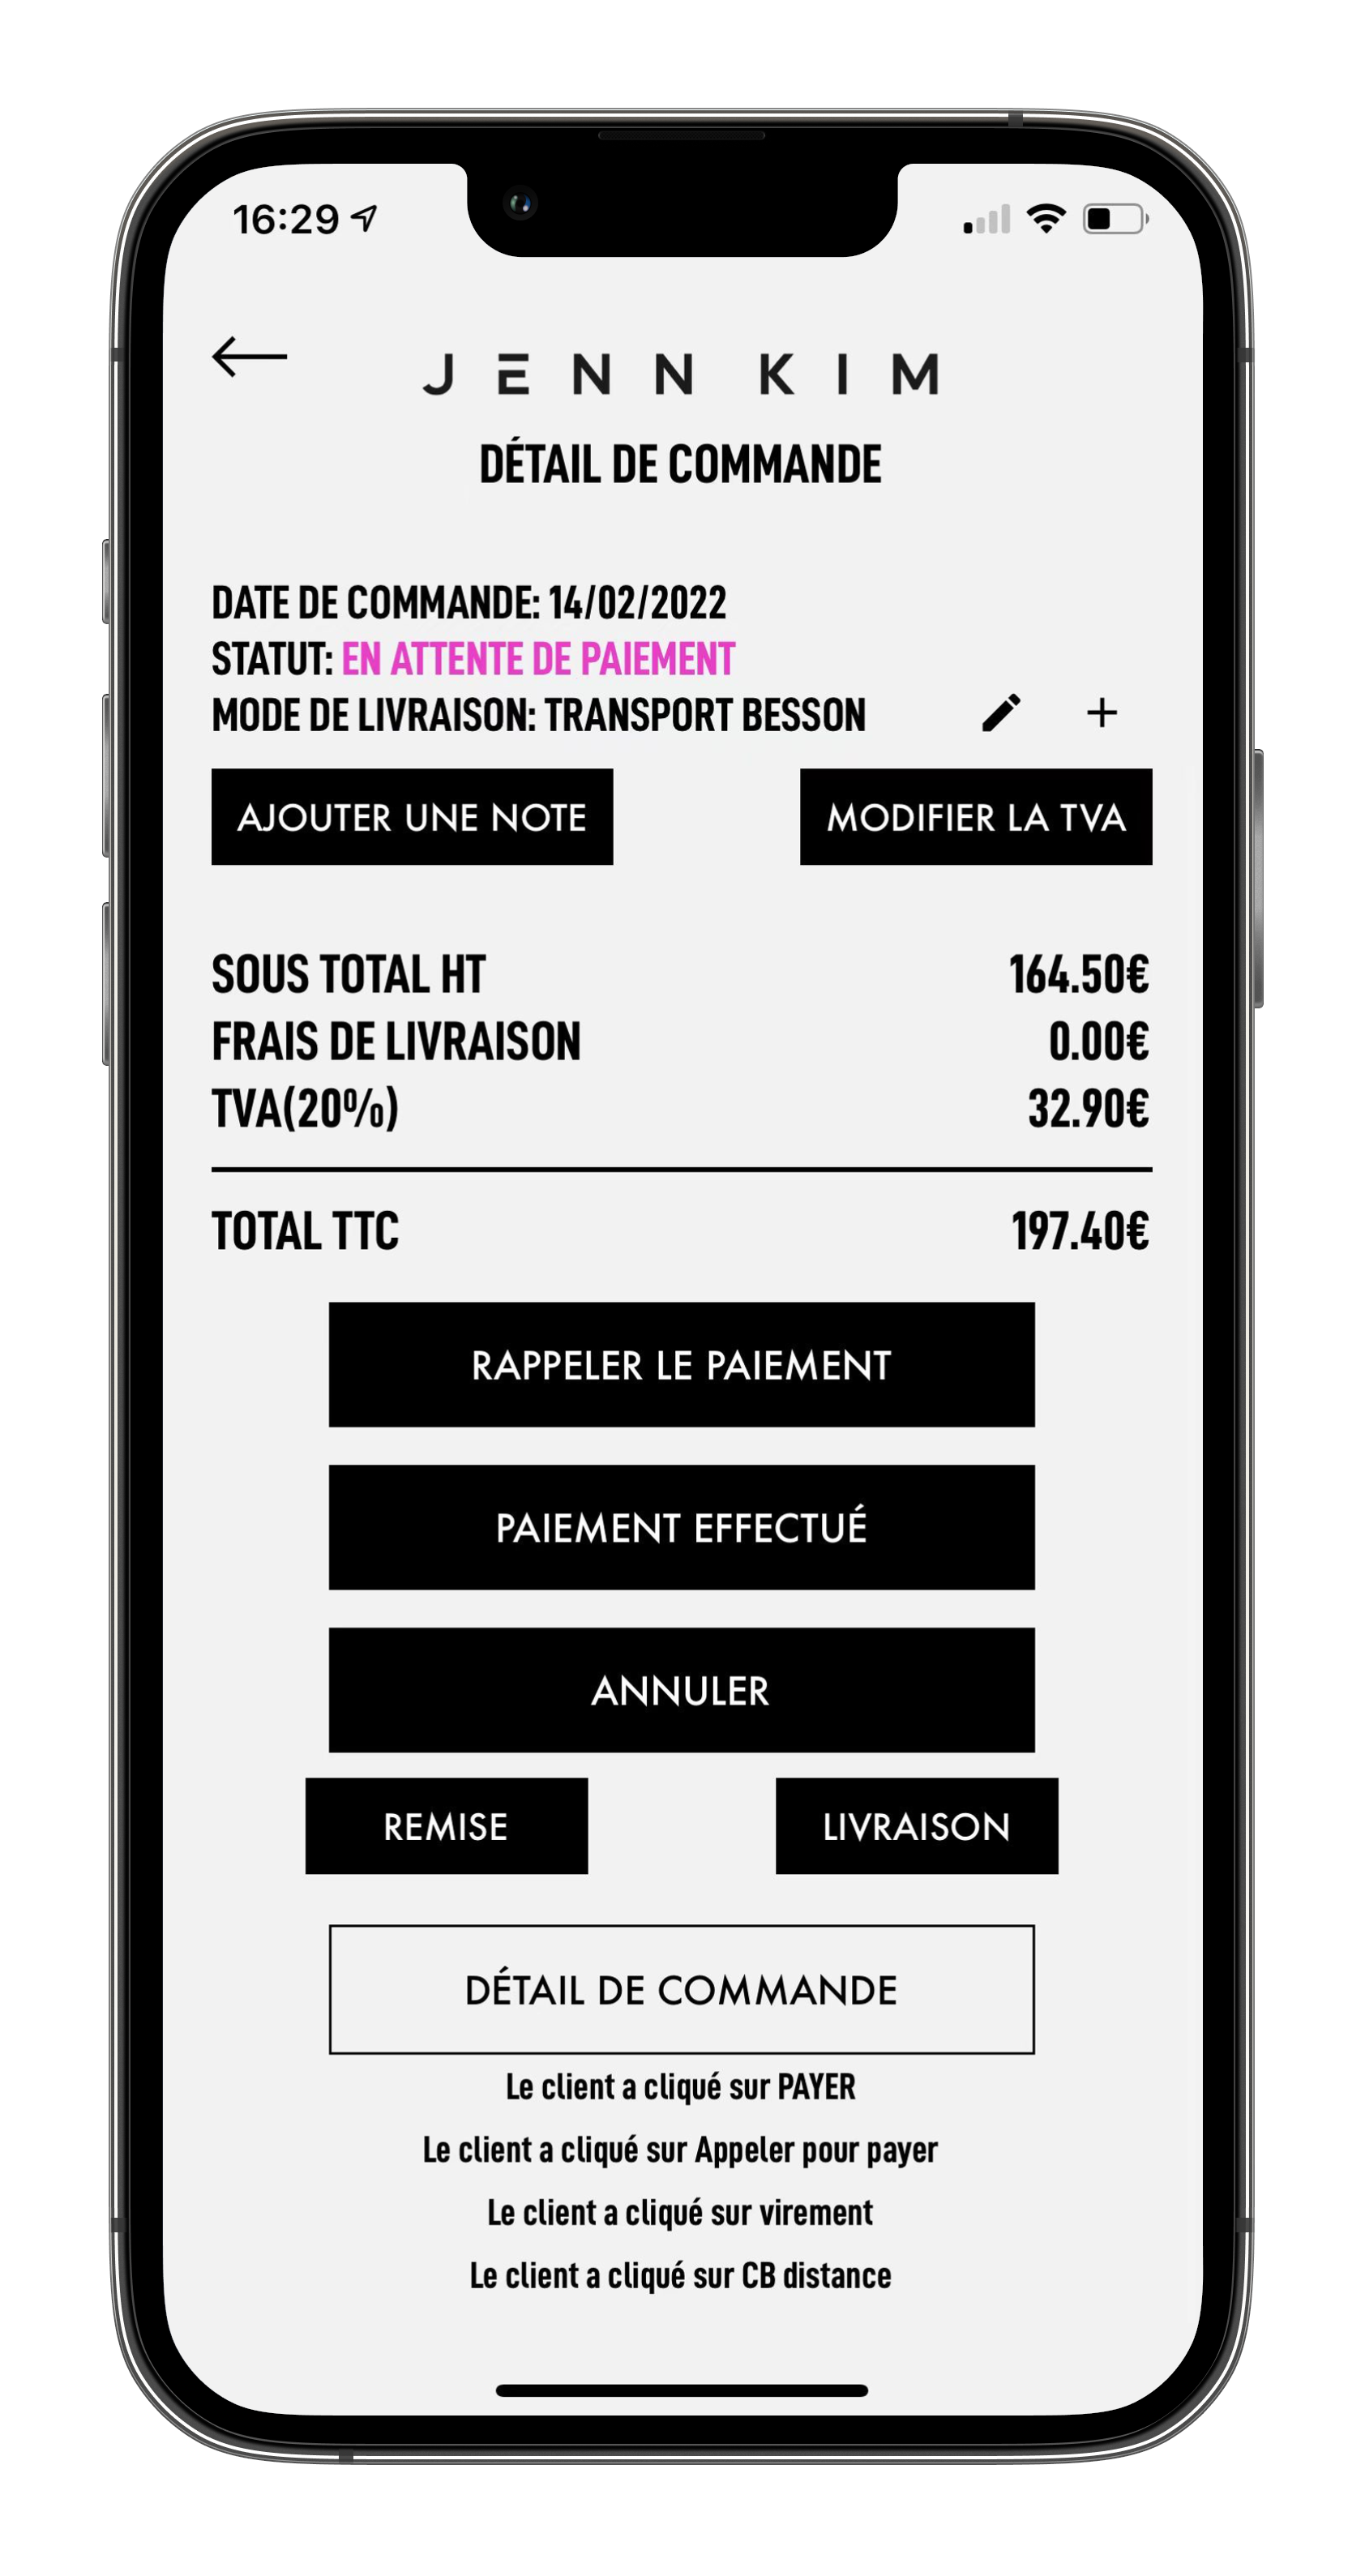 16:29
JENN KIM
DÉTAIL DE COMMANDE
DATE DE COMMANDE: 14/02/2022
STATUT: EN ATTENTE DE PAIEMENT
MODE DE LIVRAISON: TRANSPORT BESSON
AJOUTER UNE NOTE MODIFIER LA TVA
SOUS TOTAL HT 164.50€
FRAIS DE LIVRAISON 0.00€
TVA(20%) 32.90€
TOTAL TTC 197.40€
RAPPELER LE PAIEMENT
PAIEMENT EFFECTUÉ
ANNULER
REMISE LIVRAISON
DÉTAIL DE COMMANDE
Le client a cliqué sur PAYER
Le client a cliqué sur Appeler pour payer
Le client a cliqué sur virement
Le client a cliqué sur CB distance